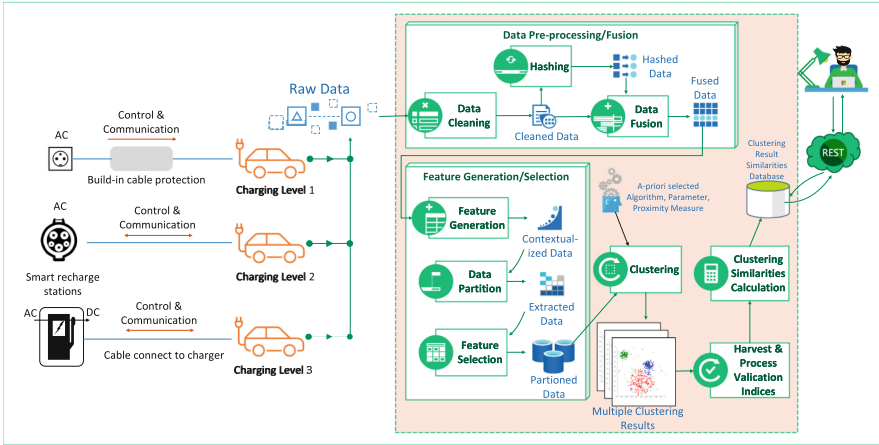 Data Pre-processing/Fusion
Raw Data
Data
Cleaning
Hashing
Hashed
Data
Cleaned Data
Data
Fusion
Fused
Data
AC
Control &
Communication
Build-in cable protection
Charging Level 1
AC
Control &
Communication
Smart recharge
stations
Charging Level 2
AC
DC
Control &
Communication
Cable connect to charger
Charging Level 3
Feature Generation/Selection
Feature
Generation
Contextual-
ized Data
Data
Partition
Extracted
Data
Feature
Selection
Partioned
Data
A-priori selected
Algorithm, Parameter,
Proximity Measure
Clustering
Multiple Clustering
Results
Harvest &
Process
Valication
Indices
Clustering
Similarities
Calculation
Clustering
Result
Similarities
Database
REST